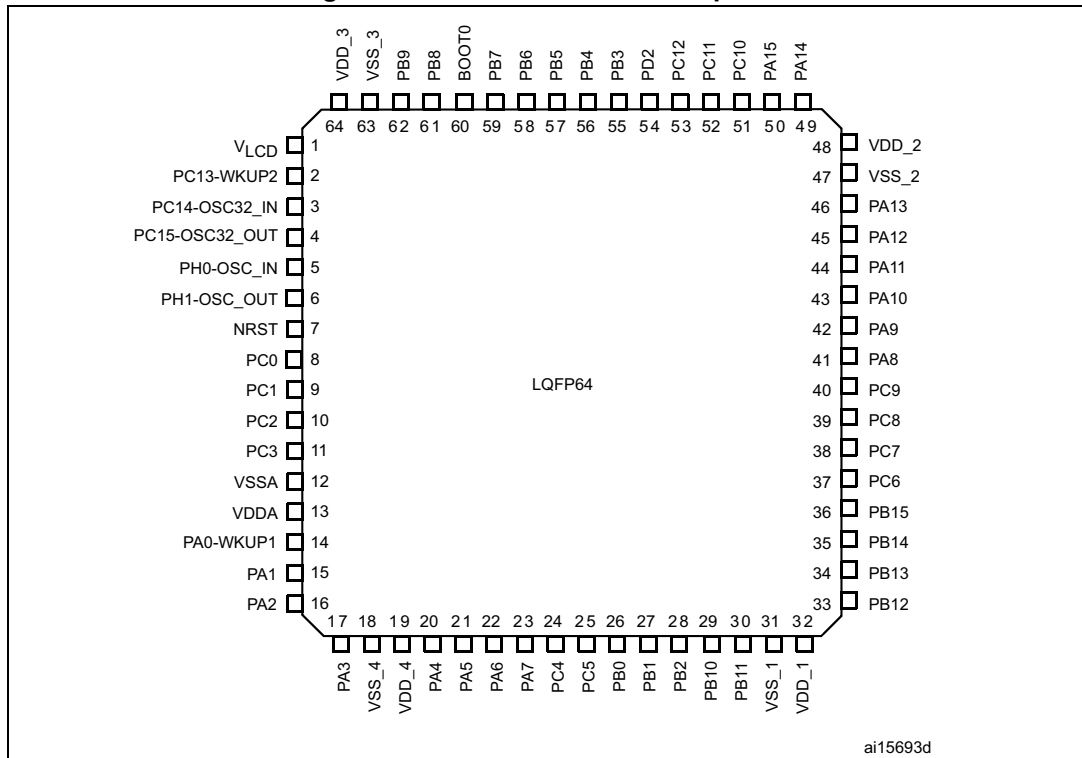 VDD_3
VSS_3
PB9
PB8
BOOT0
PB7
PB6
PB5
PB4
PB3
PD2
PC12
PC11
PC10
PA15
PA14
64 63 62 61 60 59 58 57 56 55 54 53 52 51 50 49
VLCD 1 48 VDD_2
PC13-WKUP2 2 47 VSS_2
PC14-OSC32_IN 3 46 PA13
PC15-OSC32_OUT 4 45 PA12
PH0-OSC_IN 5 44 PA11
PH1-OSC_OUT 6 43 PA10
NRST 7 42 PA9
PC0 8 41 PA8
PC1 9 40 PC9
LQFP64
PC2 10 39 PC8
PC3 11 38 PC7
VSSA 12 37 PC6
VDDA 13 36 PB15
PA0-WKUP1 14 35 PB14
PA1 15 34 PB13
PA2 16 33 PB12
17 18 19 20 21 22 23 24 25 26 27 28 29 30 31 32
PA3
VSS_4
VDD_4
PA4
PA5
PA6
PA7
PC4
PC5
PB0
PB1
PB2
PB10
PB11
VSS_1
VDD_1
ai15693d